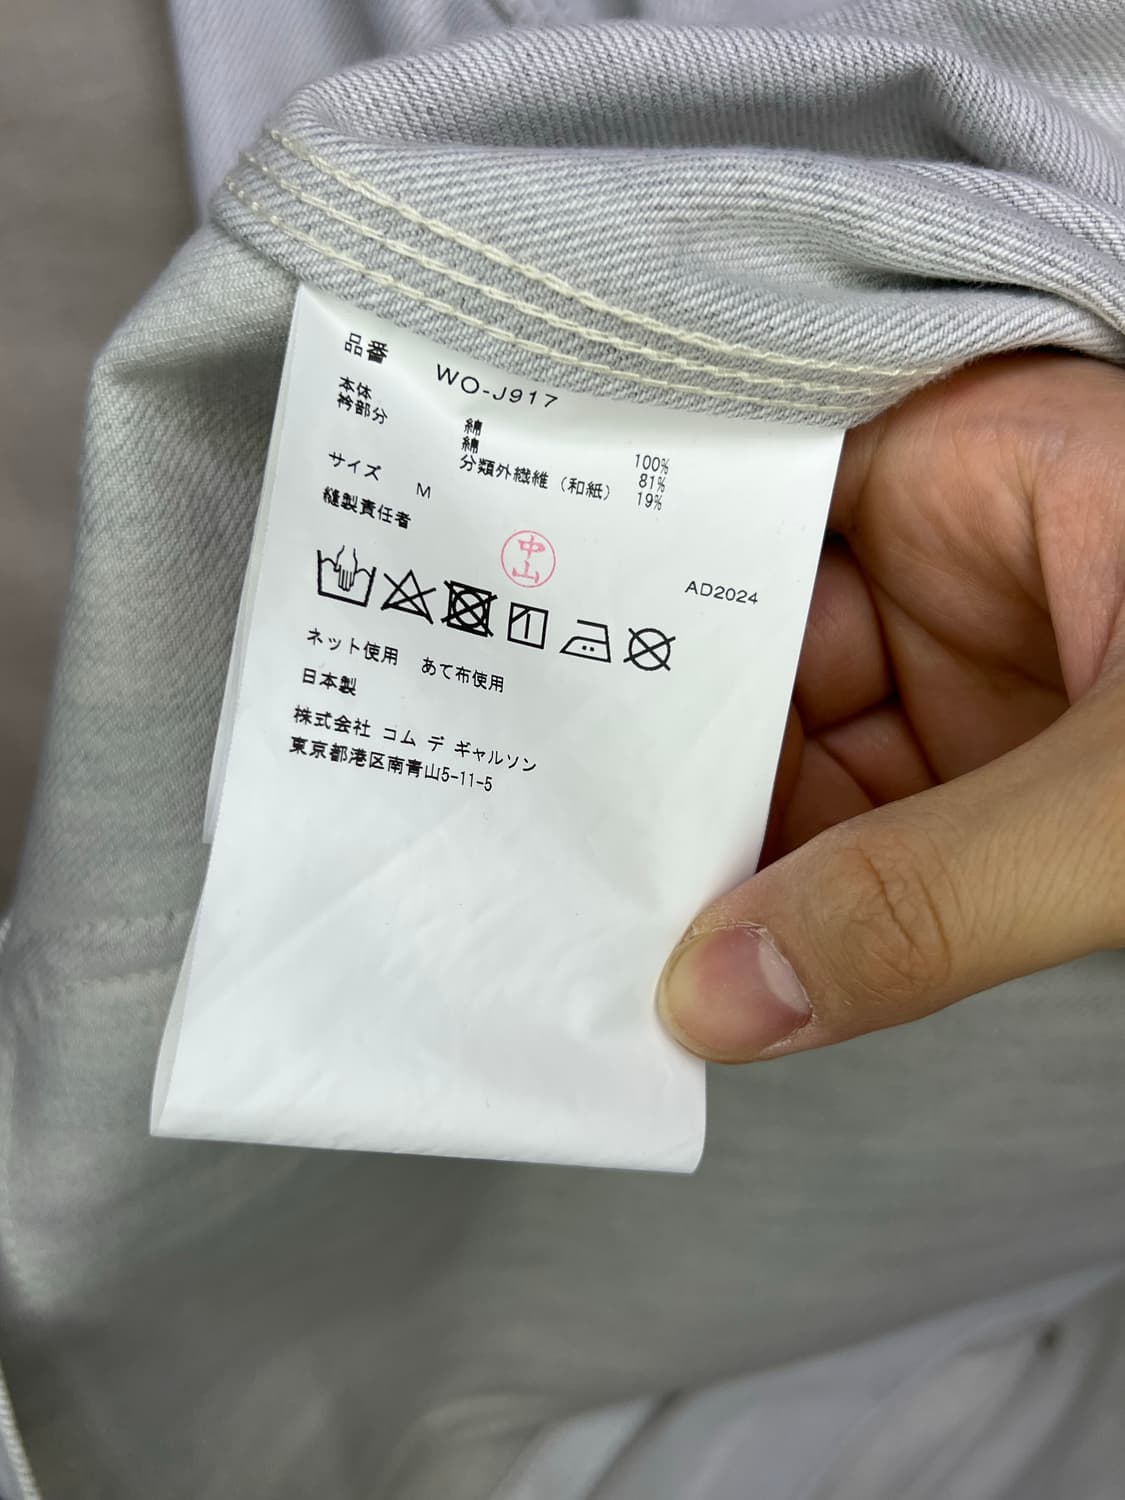 品番 WO-J917
本体 綿 100%
衿部分 綿 81%
分類外繊維（和紙） 19%
サイズ M
縫製責任者
中山
AD2024
ネット使用 あて布使用
日本製
株式会社 コム デ ギャルソン
東京都港区南青山5-11-5